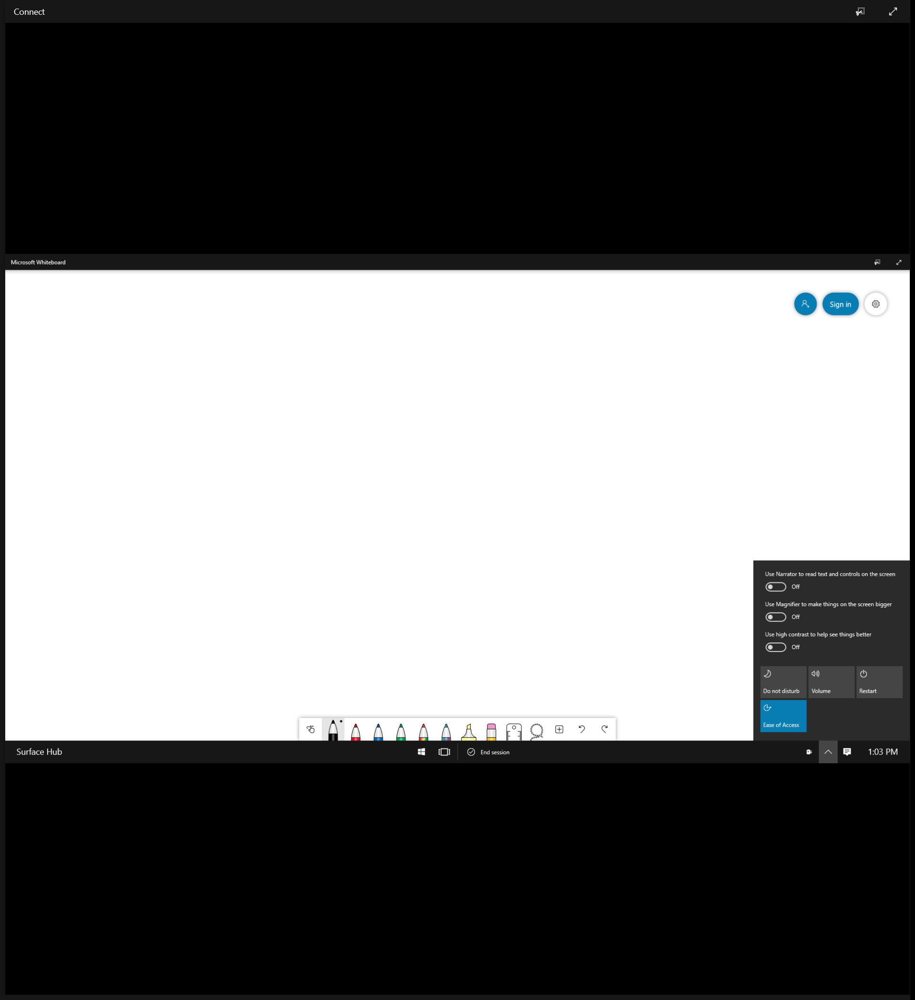 Connect
Microsoft Whiteboard
Sign in
Use Narrator to read text and controls on the screen
Off
Use Magnifier to make things on the screen bigger
Off
Use high contrast to help see things better
Off
Do not disturb
Volume
Restart
Ease of Access
Surface Hub
End session
1:03 PM